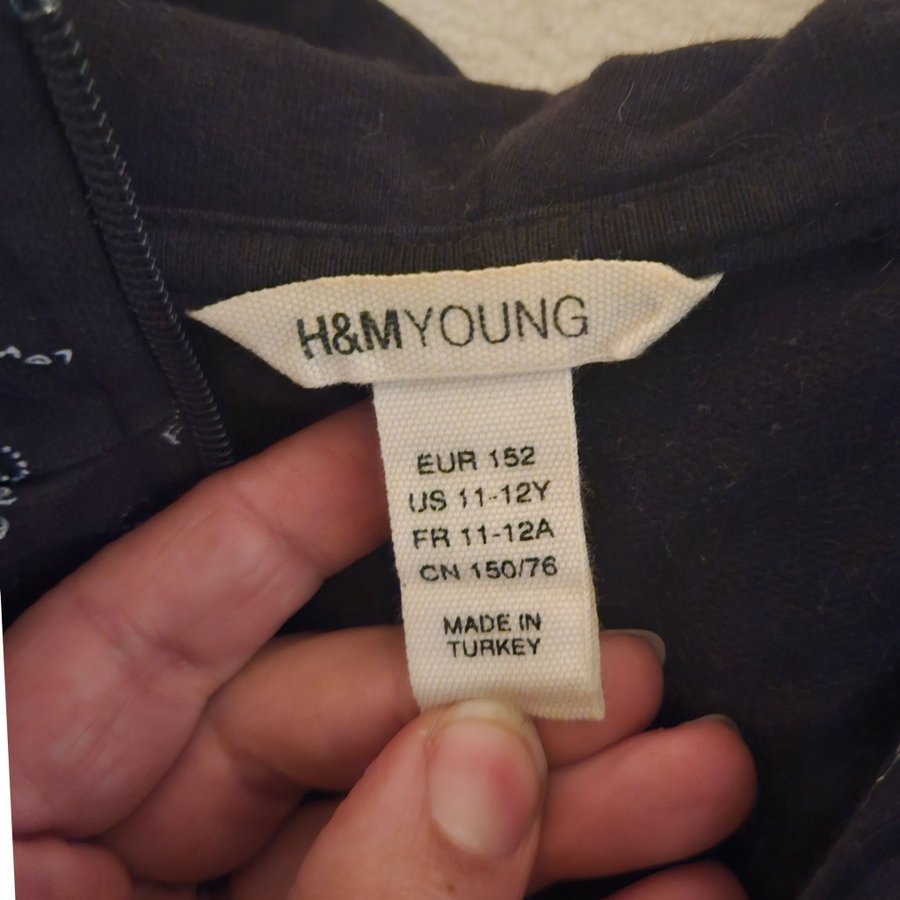 H&MYOUNG
EUR 152
US 11-12Y
FR 11-12A
CN 150/76
MADE IN
TURKEY